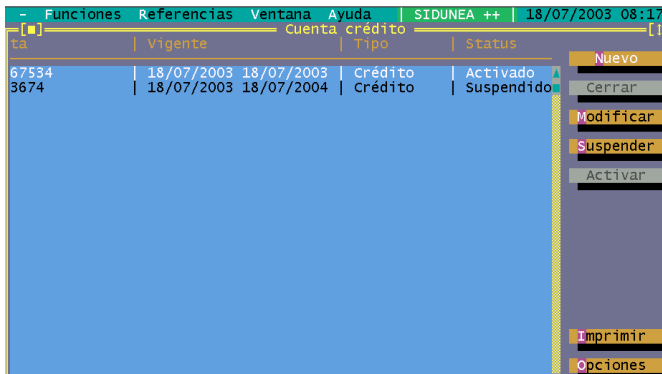 - Funciones Referencias Ventana Ayuda | SIDUNEA ++ | 18/07/2003 08:17
[■] Cuenta crédito [↑
ta | Vigente | Tipo | Status
67534 | 18/07/2003 18/07/2003 | Crédito | Activado
3674 | 18/07/2003 18/07/2004 | Crédito | Suspendido
Nuevo
Cerrar
Modificar
Suspender
Activar
Imprimir
Opciones